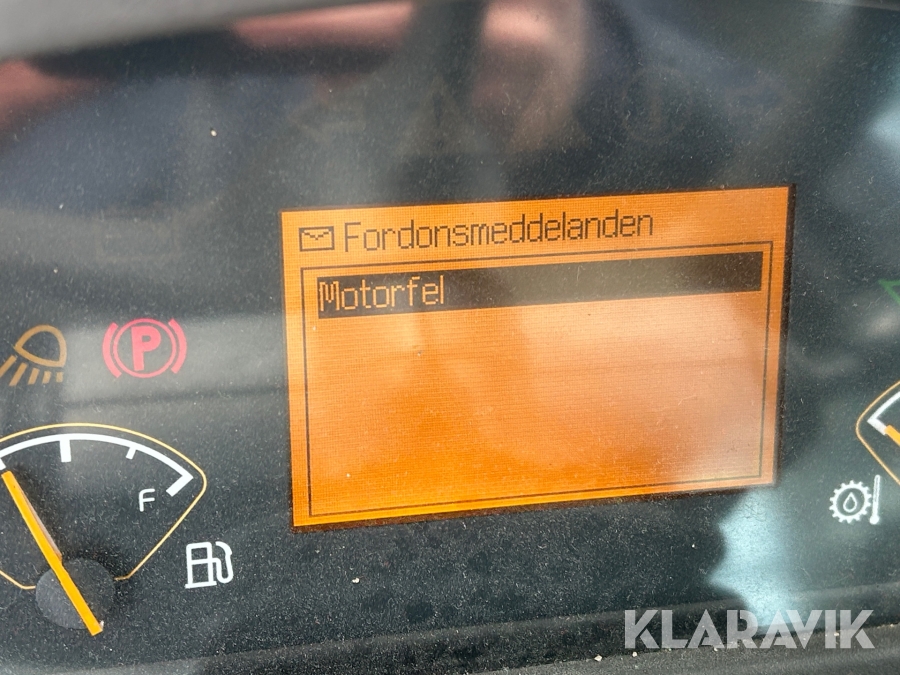 Fordonsmeddelanden
Motorfel
P
F
KLARAVIK